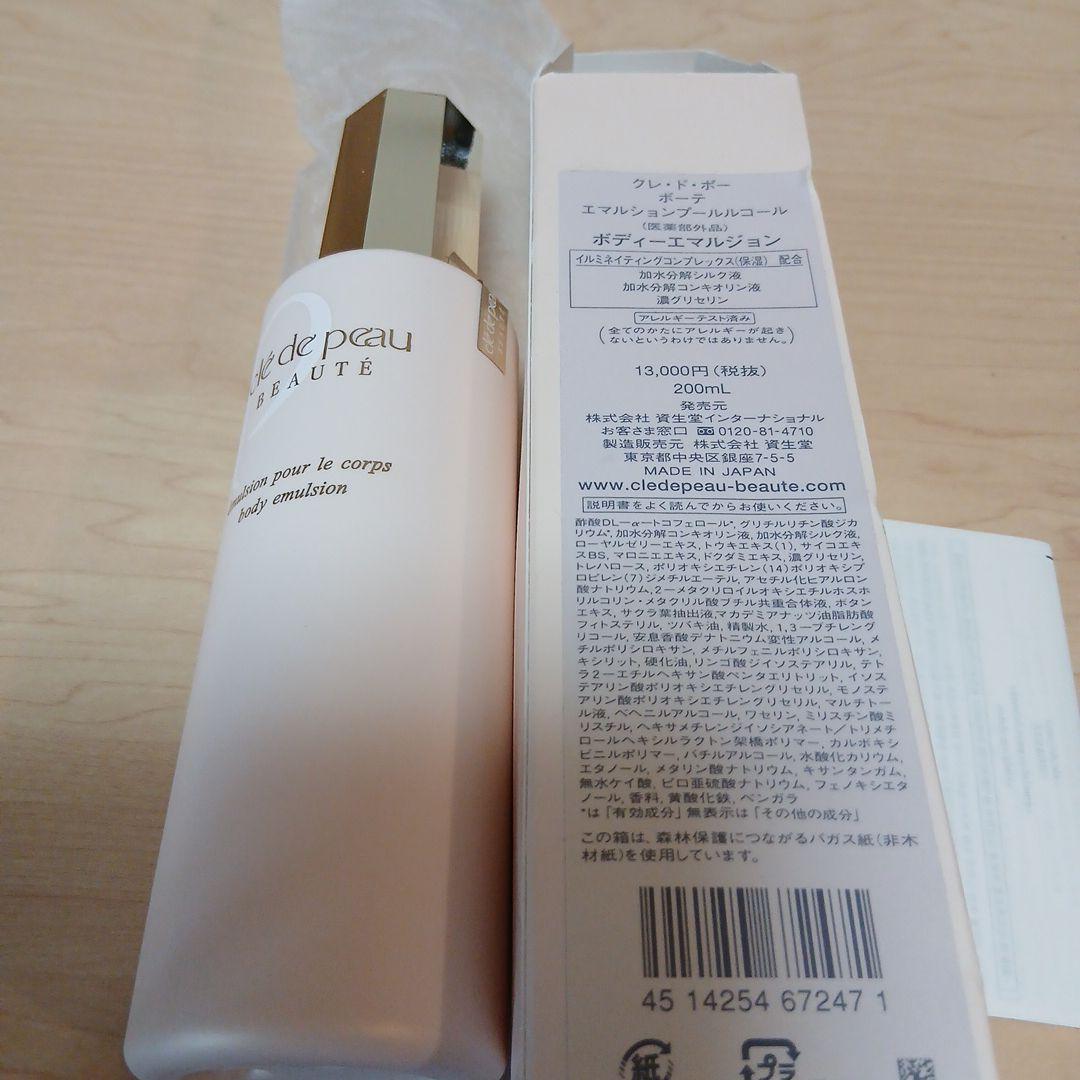 clé de peau
BEAUTÉ
émulsion pour le corps
body emulsion
clé de peau
クレ・ド・ポー
ボーテ
エマルションプールルコール
(医薬部外品)
ボディーエマルジョン
イルミネイティングコンプレックス(保湿) 配合
加水分解シルク液
加水分解コンキオリン液
濃グリセリン
アレルギーテスト済み
(全てのかたにアレルギーが起き
ないというわけではありません。)
13,000円(税抜)
200mL
発売元
株式会社 資生堂インターナショナル
お客さま窓口 0120-81-4710
製造販売元 株式会社 資生堂
東京都中央区銀座7-5-5
MADE IN JAPAN
www.cledepeau-beaute.com
説明書をよく読んでからお使いください。
酢酸DL-α-トコフェロール*, グリチルリチン酸ジカ
リウム*, 加水分解コンキオリン液, 加水分解シルク液,
ローヤルゼリーエキス, トウキエキス(1), サイコエキ
スBS, マロニエエキス, ドクダミエキス, 濃グリセリン,
トレハロース, ポリオキシエチレン(14)ポリオキシプ
ロピレン(7)ジメチルエーテル, アセチル化ヒアルロン
酸ナトリウム, 2-メタクリロイルオキシエチルホスホ
リルコリン・メタクリル酸ブチル共重合体液, ボタン
エキス, サクラ葉抽出液,マカデミアナッツ油脂肪酸
フィトステリル, ツバキ油, 精製水, 1,3-ブチレング
リコール, 安息香酸デナトニウム変性アルコール, メ
チルポリシロキサン, メチルフェニルポリシロキサン,
キシリット, 硬化油, リンゴ酸ジイソステアリル, テト
ラ2-エチルヘキサン酸ペンタエリトリット, イソス
テアリン酸ポリオキシエチレングリセリル, モノステ
アリン酸ポリオキシエチレングリセリル, マルチトー
ル液, ベヘニルアルコール, ワセリン, ミリスチン酸ミ
リスチル, ヘキサメチレンジイソシアネート/トリメチ
ロールヘキシルラクトン架橋ポリマー, カルボキシ
ビニルポリマー, バチルアルコール, 水酸化カリウム,
エタノール, メタリン酸ナトリウム, キサンタンガム,
無水ケイ酸, ピロ亜硫酸ナトリウム, フェノキシエタ
ノール, 香料, 黄酸化鉄, ベンガラ
*は「有効成分」無表示は「その他の成分」
この箱は、森林保護につながるバガス紙(非木
材紙)を使用しています。
45 14254 67247 1
紙
プラ